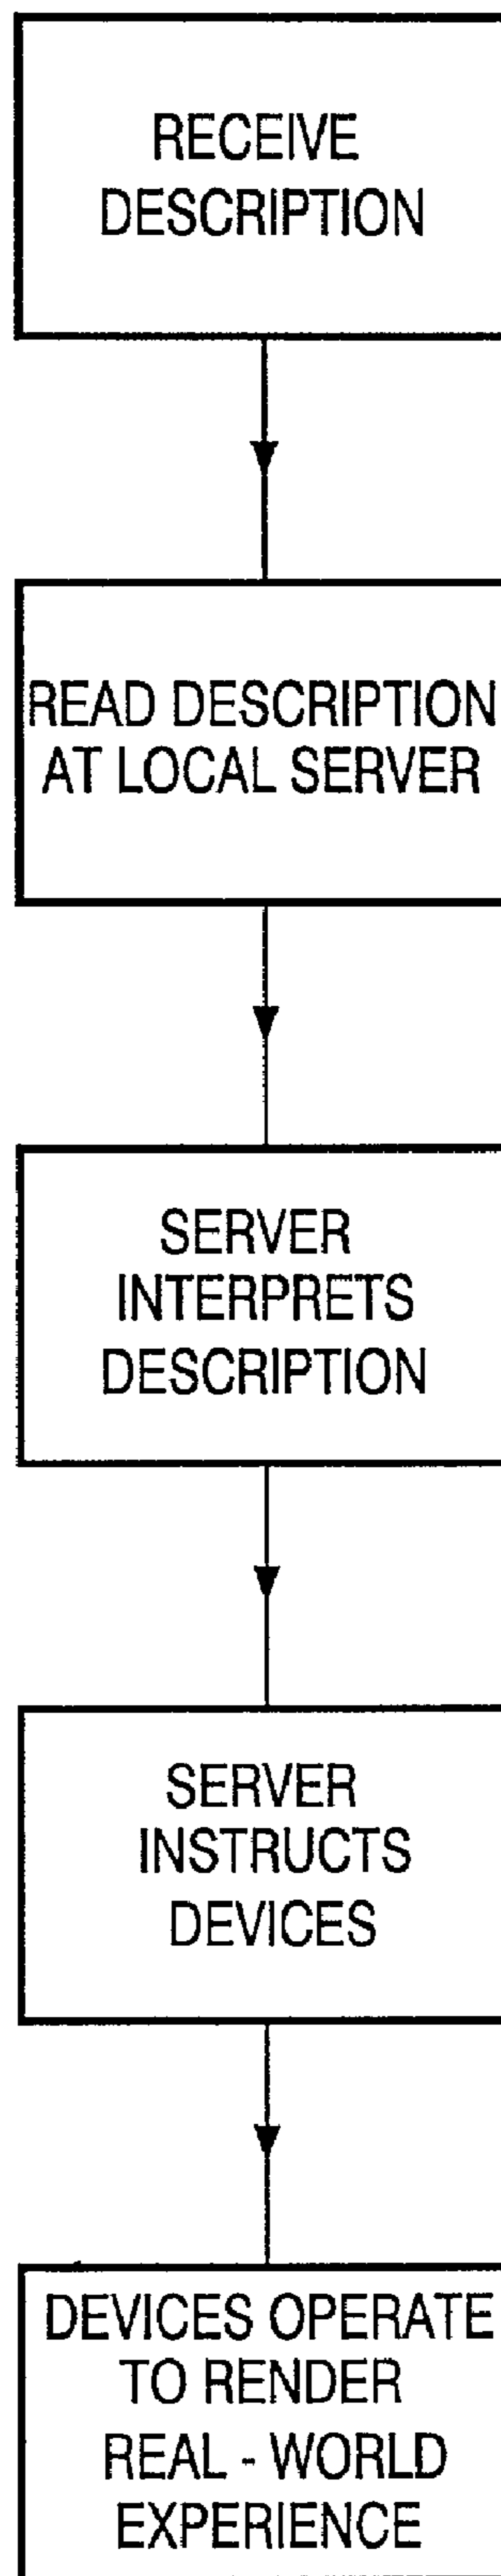 RECEIVE
DESCRIPTION
READ DESCRIPTION
AT LOCAL SERVER
SERVER
INTERPRETS
DESCRIPTION
SERVER
INSTRUCTS
DEVICES
DEVICES OPERATE
TO RENDER
REAL - WORLD
EXPERIENCE